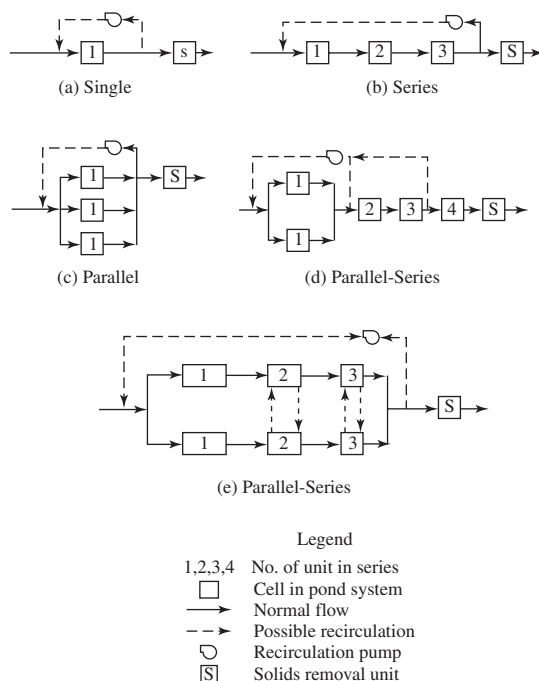 1 s
(a) Single
1 2 3 S
(b) Series
1
1 S
1
(c) Parallel
1
2 3 4 S
1
(d) Parallel-Series
1 2 3
S
1 2 3
(e) Parallel-Series
Legend
1,2,3,4 No. of unit in series
Cell in pond system
Normal flow
Possible recirculation
Recirculation pump
S Solids removal unit